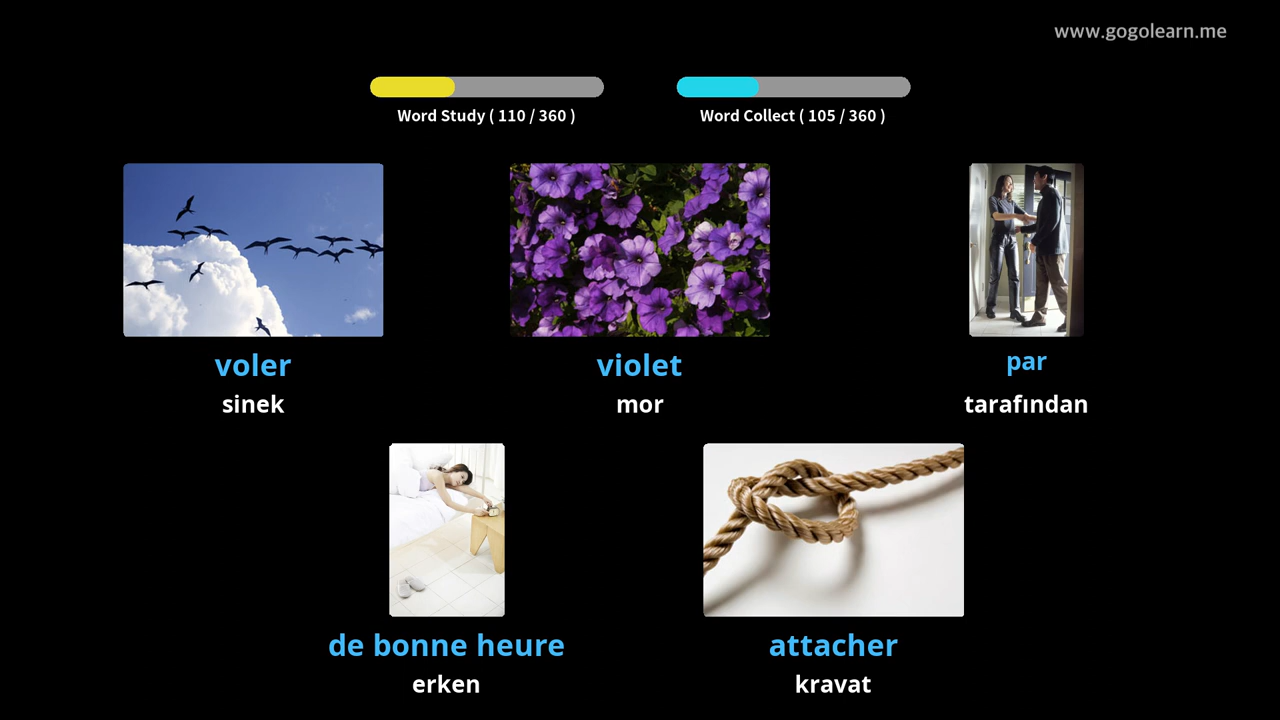 www.gogolearn.me
Word Study ( 110 / 360 )
Word Collect ( 105 / 360 )
voler
sinek
violet
mor
par
tarafından
de bonne heure
erken
attacher
kravat